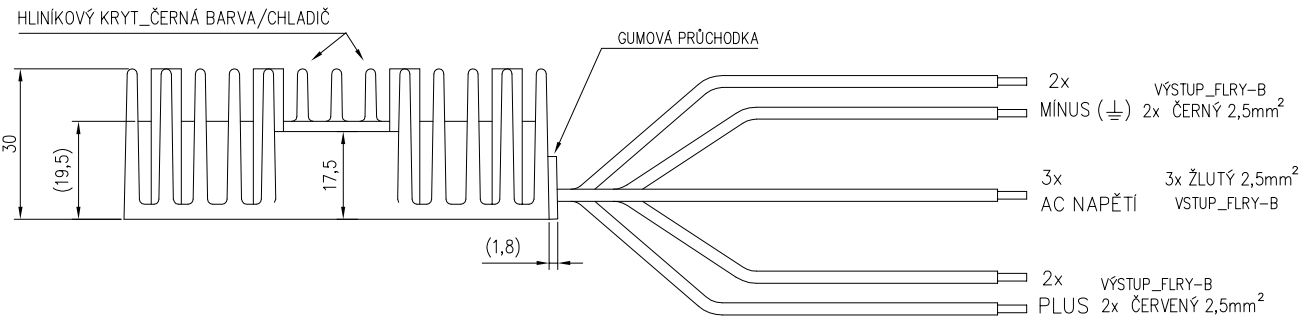 HLINÍKOVÝ KRYT_ČERNÁ BARVA/CHLADIČ
GUMOVÁ PRŮCHODKA
30
(19,5)
17,5
(1,8)
2x VÝSTUP_FLRY-B
MÍNUS (⏚) 2x ČERNÝ 2,5mm²
3x 3x ŽLUTÝ 2,5mm²
AC NAPĚTÍ VSTUP_FLRY-B
2x VÝSTUP_FLRY-B
PLUS 2x ČERVENÝ 2,5mm²